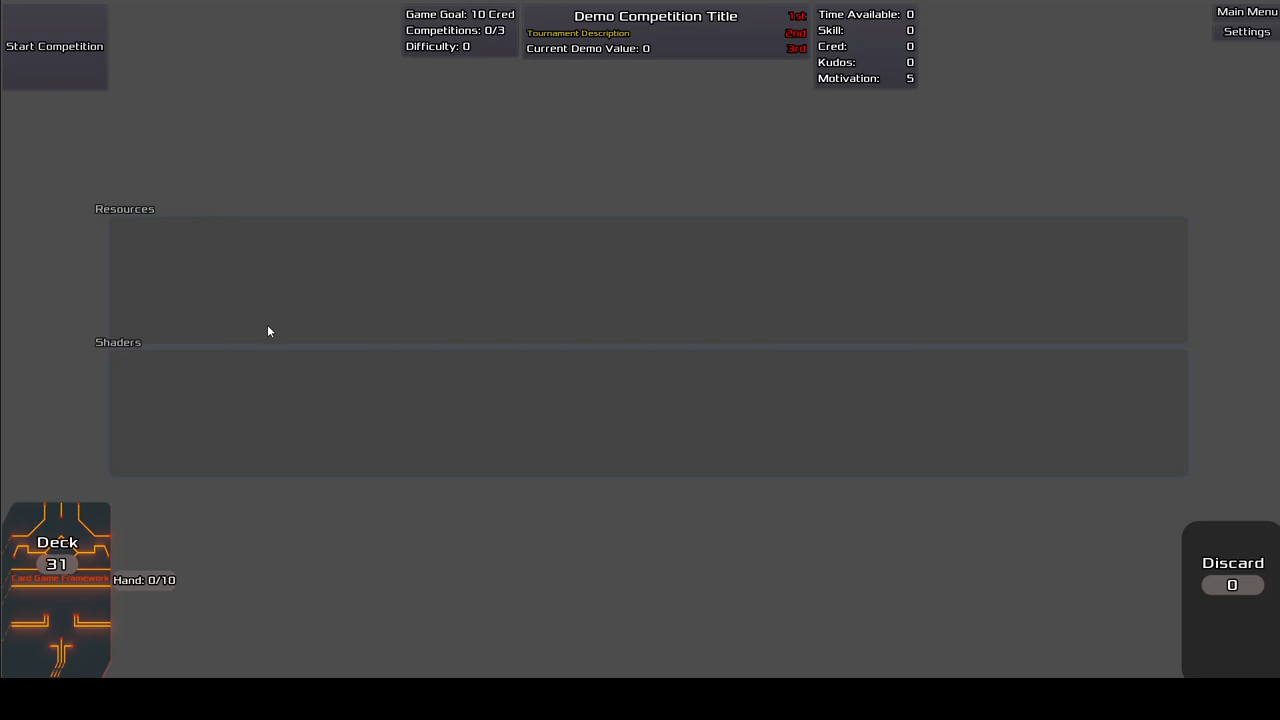 Start Competition
Game Goal: 10 Cred
Competitions: 0/3
Difficulty: 0
Demo Competition Title
1st
Tournament Description
2nd
Current Demo Value: 0
3rd
Time Available: 0
Skill: 0
Cred: 0
Kudos: 0
Motivation: 5
Main Menu
Settings
Resources
Shaders
Deck
31
Card Game Framework
Hand: 0/10
Discard
0